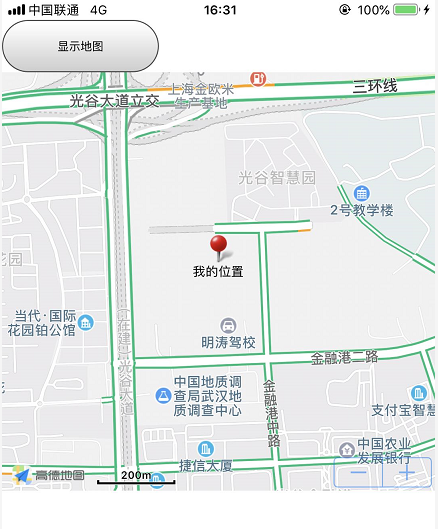 中国联通 4G 16:31 100%
显示地图
三环线
光谷大道立交
上海金欧米
生产基地
光谷智慧园
2号教学楼
我的位置
花园
当代·国际
花园铂公馆
(在建)光谷大道
明涛驾校
金融港二路
中国地质调
查局武汉地
质调查中心
金融港中路
支付宝智慧
中国农业
发展银行
捷信大厦
高德地图
200m